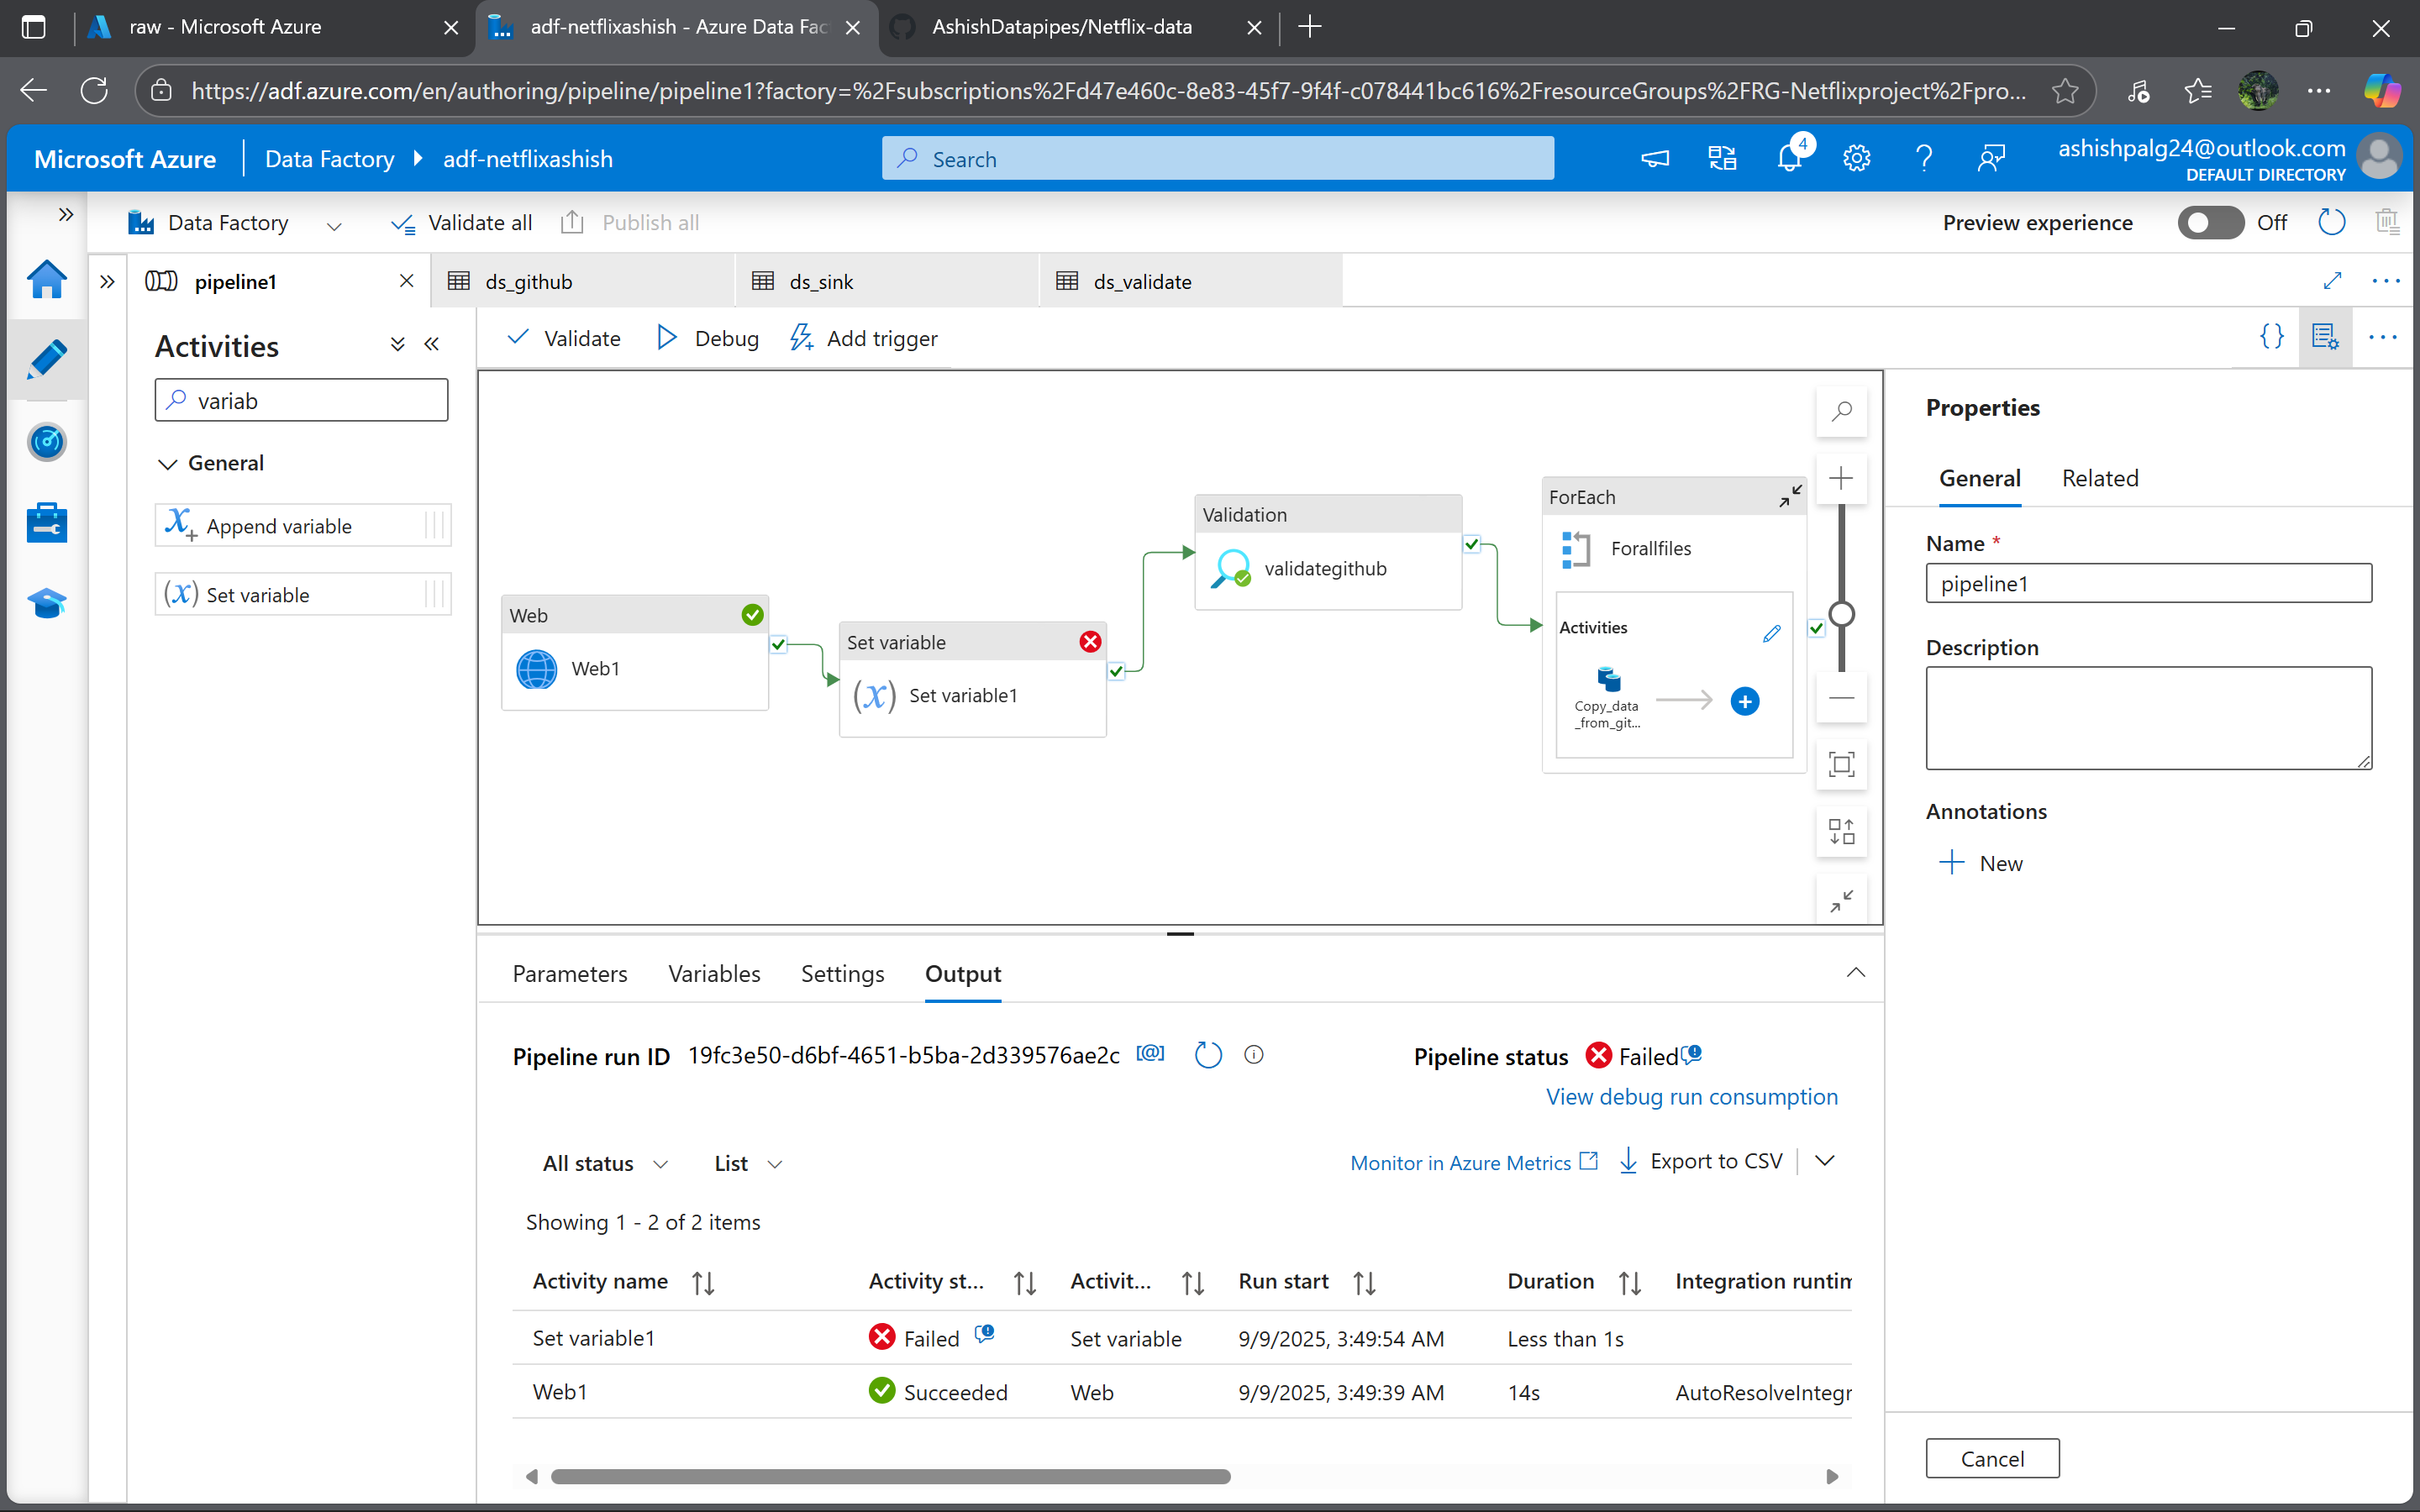 raw - Microsoft Azure
adf-netflixashish - Azure Data Fac
AshishDatapipes/Netflix-data
https://adf.azure.com/en/authoring/pipeline/pipeline1?factory=%2Fsubscriptions%2Fd47e460c-8e83-45f7-9f4f-c078441bc616%2FresourceGroups%2FRG-Netflixproject%2Fpro...
Microsoft Azure
Data Factory
adf-netflixashish
Search
4
ashishpalg24@outlook.com
DEFAULT DIRECTORY
Data Factory
Validate all
Publish all
Preview experience
Off
pipeline1
ds_github
ds_sink
ds_validate
Activities
variab
General
Append variable
Set variable
Validate
Debug
Add trigger
Web
Web1
Set variable
Set variable1
Validation
validategithub
ForEach
Forallfiles
Activities
Copy_data
_from_git...
Properties
General
Related
Name *
pipeline1
Description
Annotations
New
Cancel
Parameters
Variables
Settings
Output
Pipeline run ID 19fc3e50-d6bf-4651-b5ba-2d339576ae2c
Pipeline status Failed
View debug run consumption
All status
List
Monitor in Azure Metrics
Export to CSV
Showing 1 - 2 of 2 items
Activity name Activity st... Activit... Run start Duration Integration runtim
Set variable1 Failed Set variable 9/9/2025, 3:49:54 AM Less than 1s
Web1 Succeeded Web 9/9/2025, 3:49:39 AM 14s AutoResolveIntegr